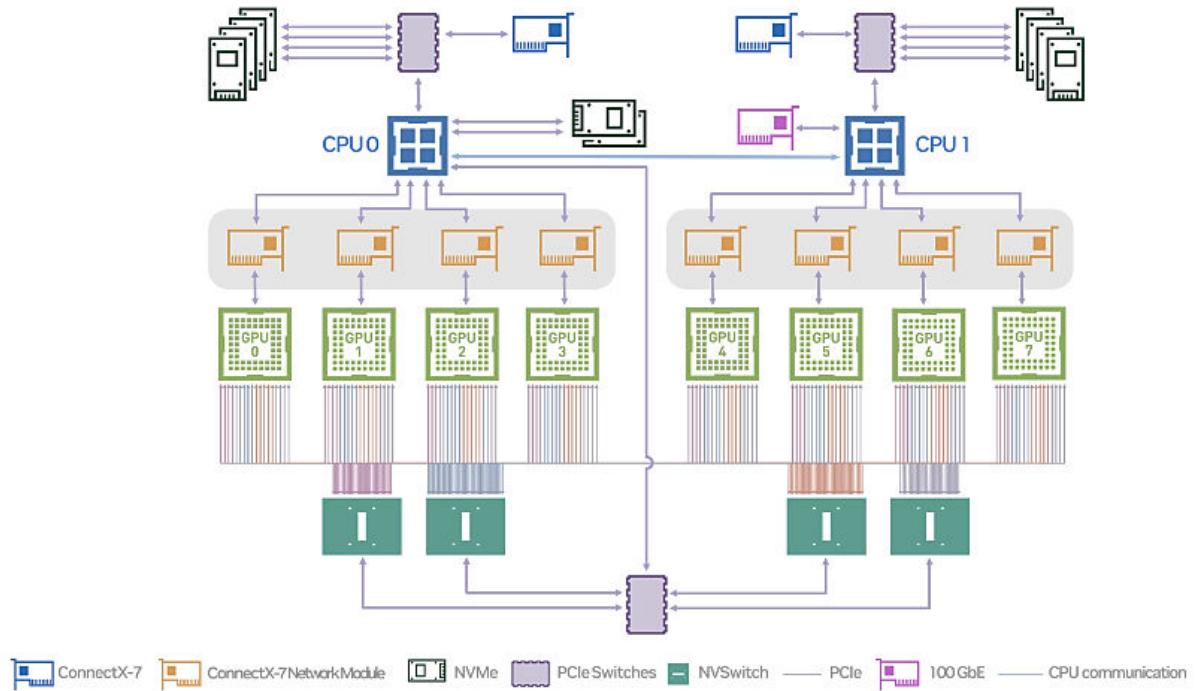 CPU 0
CPU 1
GPU 0
GPU 1
GPU 2
GPU 3
GPU 4
GPU 5
GPU 6
GPU 7
ConnectX-7
ConnectX-7 Network Module
NVMe
PCIe Switches
NVSwitch
PCIe
100 GbE
CPU communication